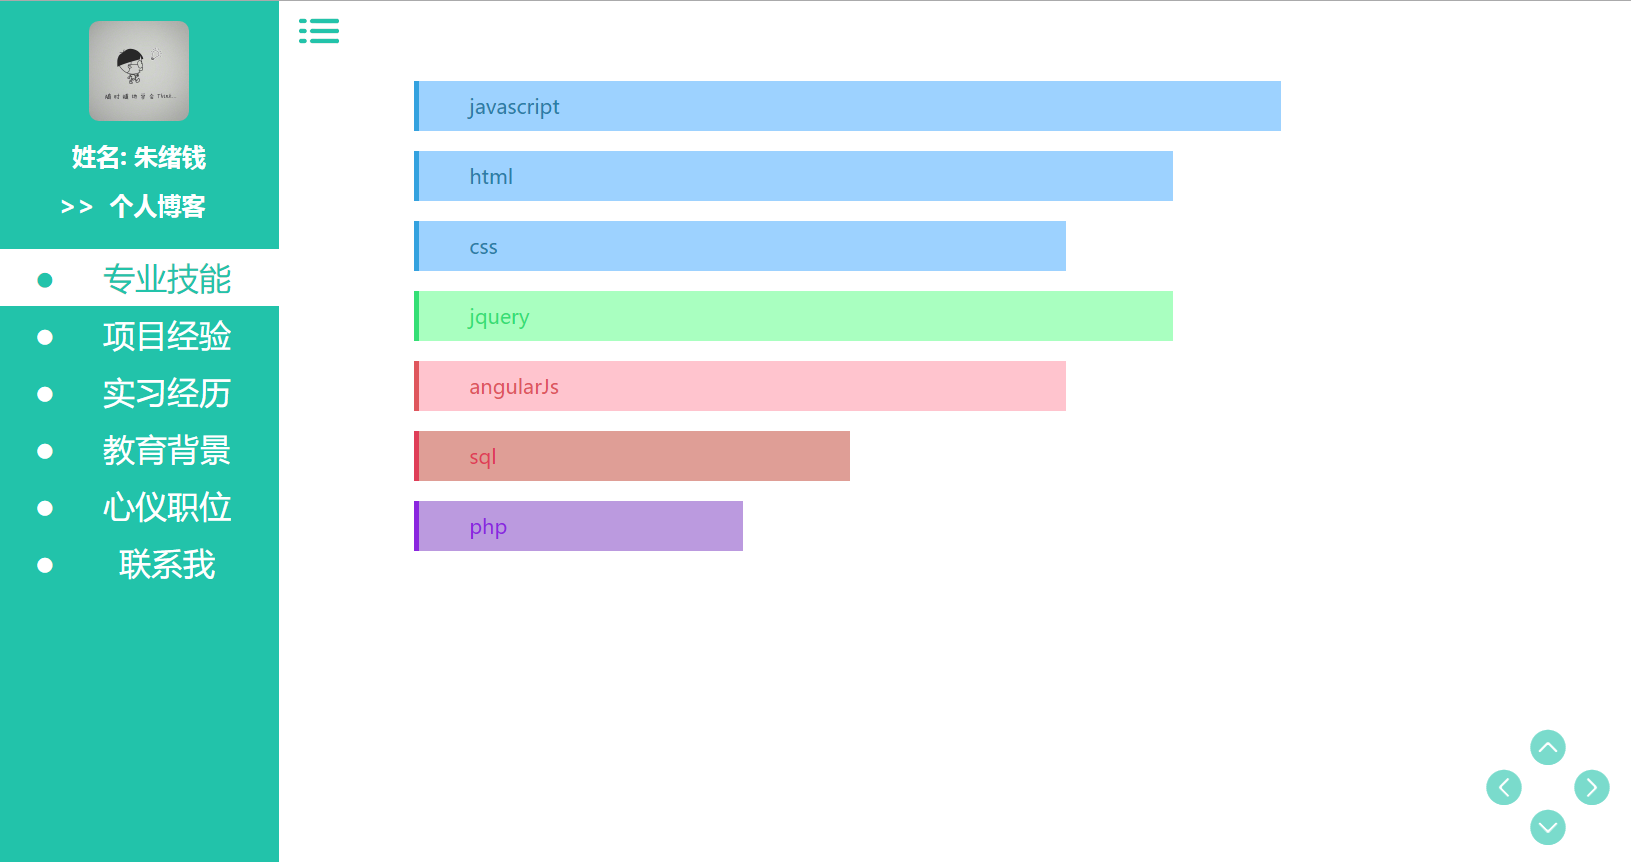 姓名: 朱绪钱
>> 个人博客
专业技能
项目经验
实习经历
教育背景
心仪职位
联系我
javascript
html
css
jquery
angularJs
sql
php